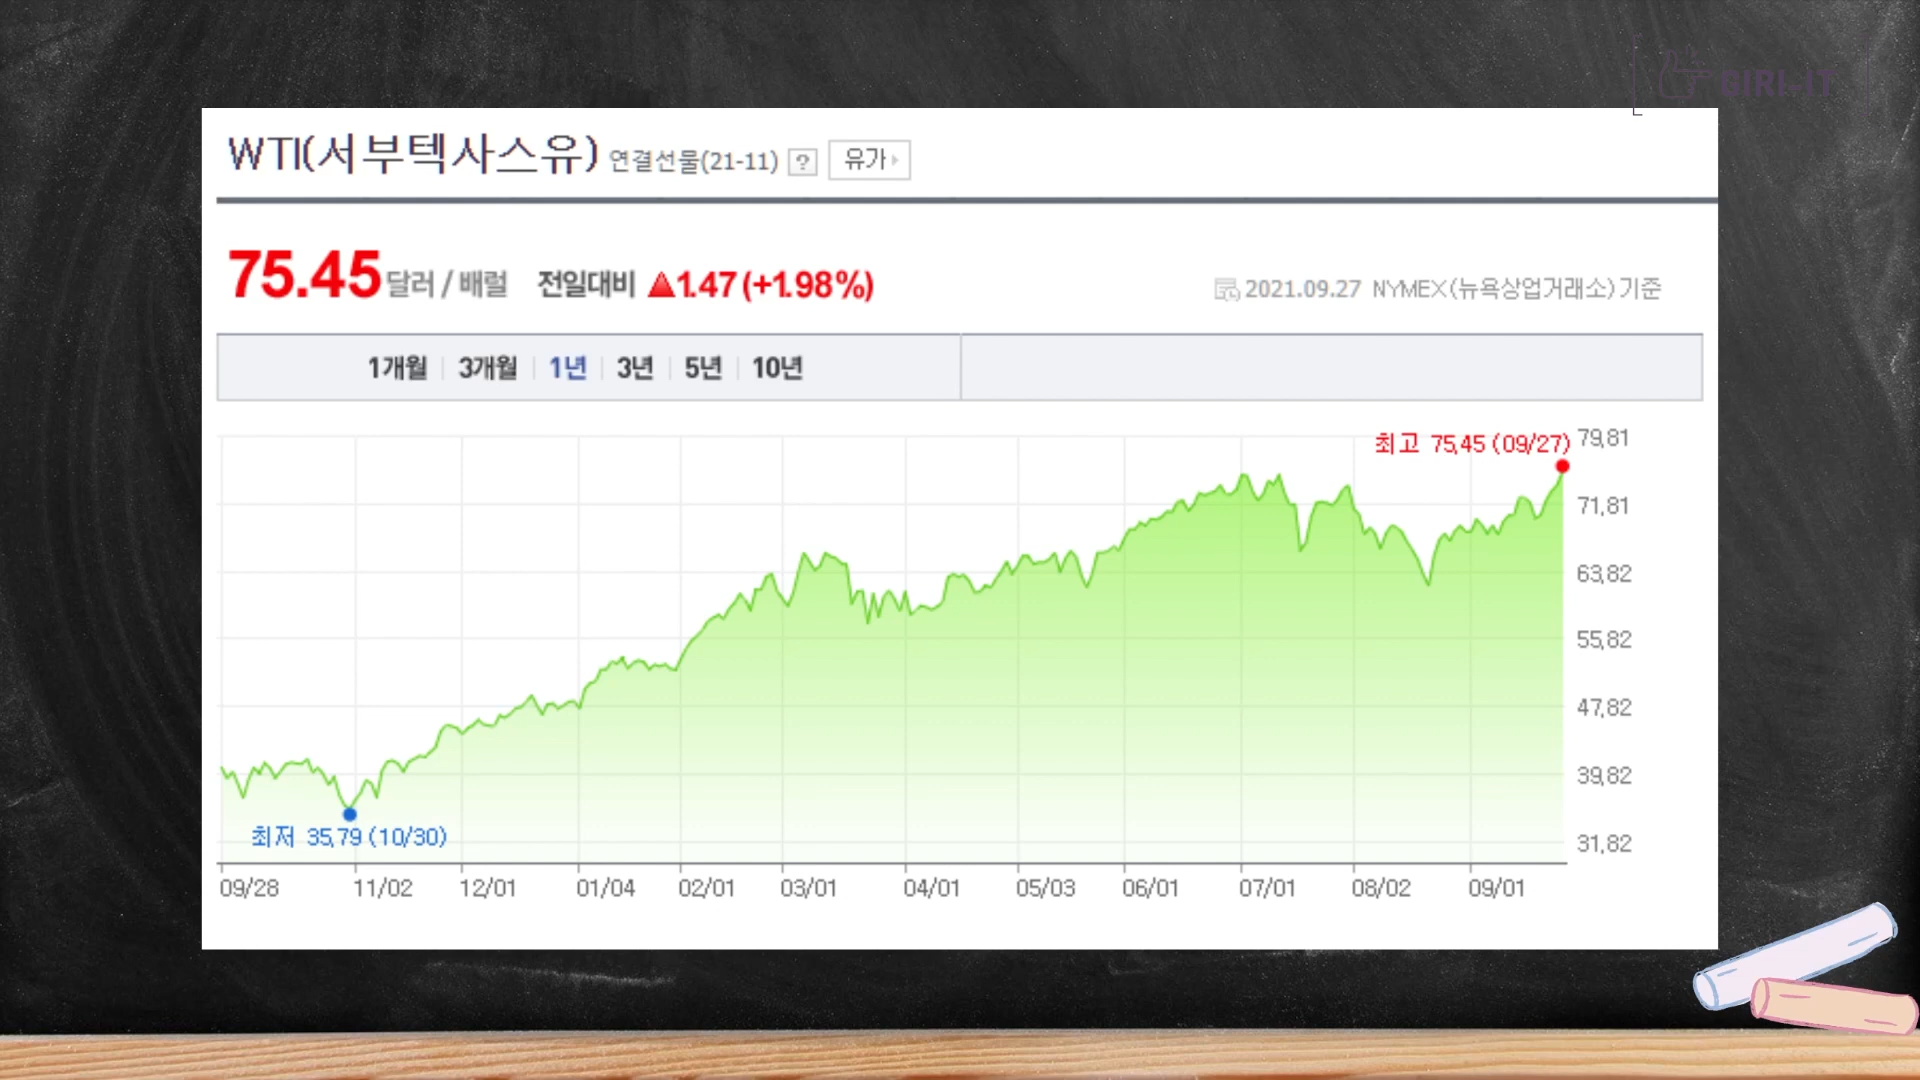 GIRI-IT
WTI(서부텍사스유) 연결선물(21-11) ? 유가
75.45 달러 / 배럴 전일대비 ▲1.47 (+1.98%) 2021.09.27 NYMEX(뉴욕상업거래소) 기준
1개월 3개월 1년 3년 5년 10년
최고 75,45 (09/27) 79,81
71,81
63,82
55,82
47,82
39,82
최저 35,79 (10/30)
31,82
09/28 11/02 12/01 01/04 02/01 03/01 04/01 05/03 06/01 07/01 08/02 09/01